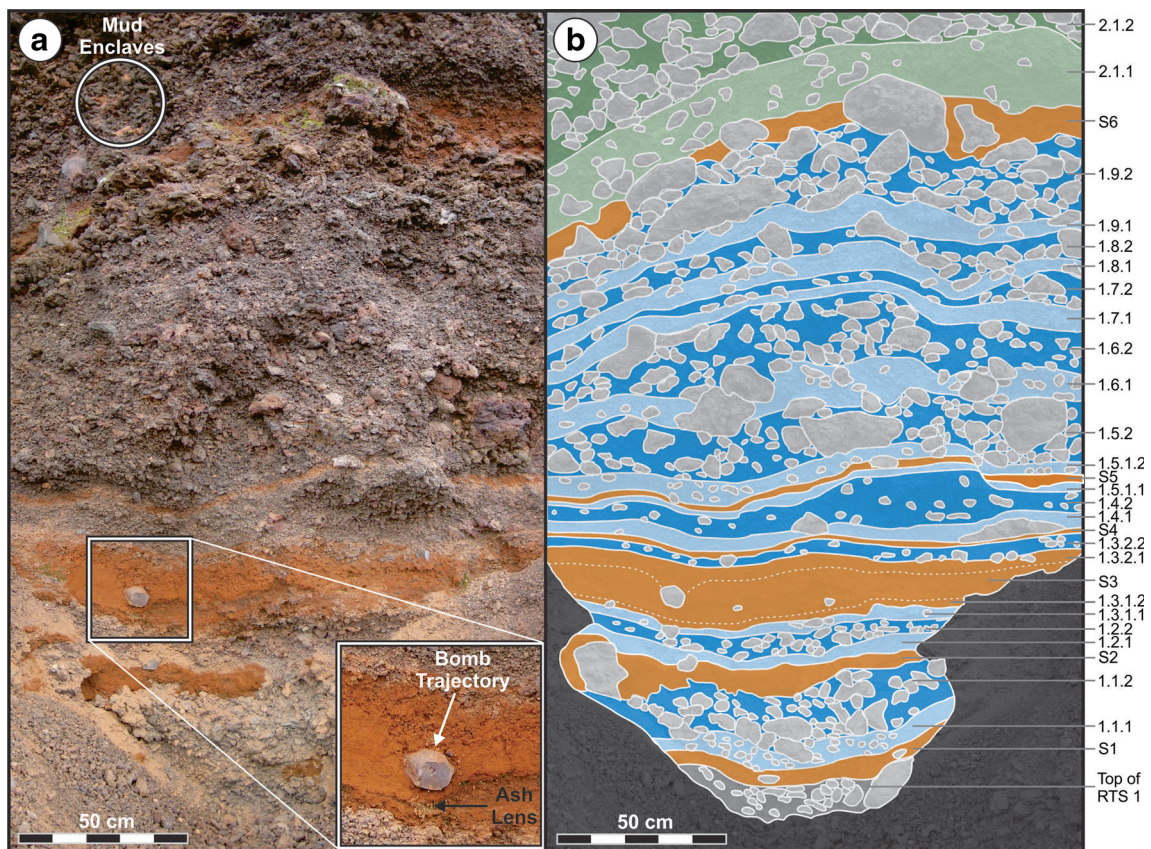 a
Mud
Enclaves
Bomb
Trajectory
Ash
Lens
50 cm
b
50 cm
2.1.2
2.1.1
S6
1.9.2
1.9.1
1.8.2
1.8.1
1.7.2
1.7.1
1.6.2
1.6.1
1.5.2
1.5.1.2
S5
1.5.1.1
1.4.2
1.4.1
S4
1.3.2.2
1.3.2.1
S3
1.3.1.2
1.3.1.1
1.2.2
1.2.1
S2
1.1.2
1.1.1
S1
Top of
RTS 1